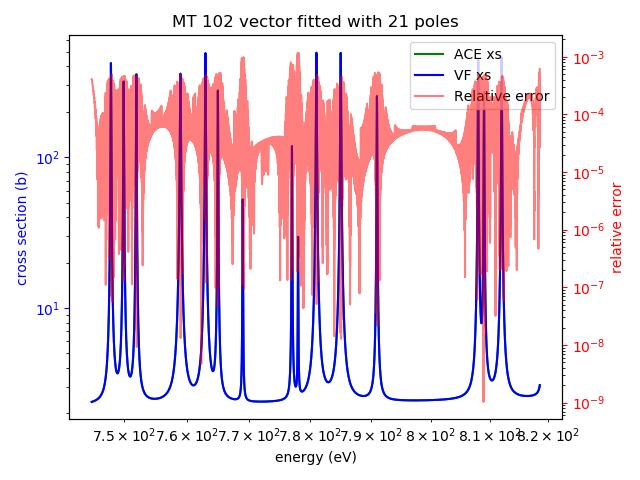 MT 102 vector fitted with 21 poles
ACE xs
VF xs
Relative error
cross section (b)
10²
10¹
relative error
10⁻³
10⁻⁴
10⁻⁵
10⁻⁶
10⁻⁷
10⁻⁸
10⁻⁹
7.5 × 10² 7.6 × 10² 7.7 × 10² 7.8 × 10² 7.9 × 10² 8 × 10² 8.1 × 10² 8.2 × 10²
energy (eV)